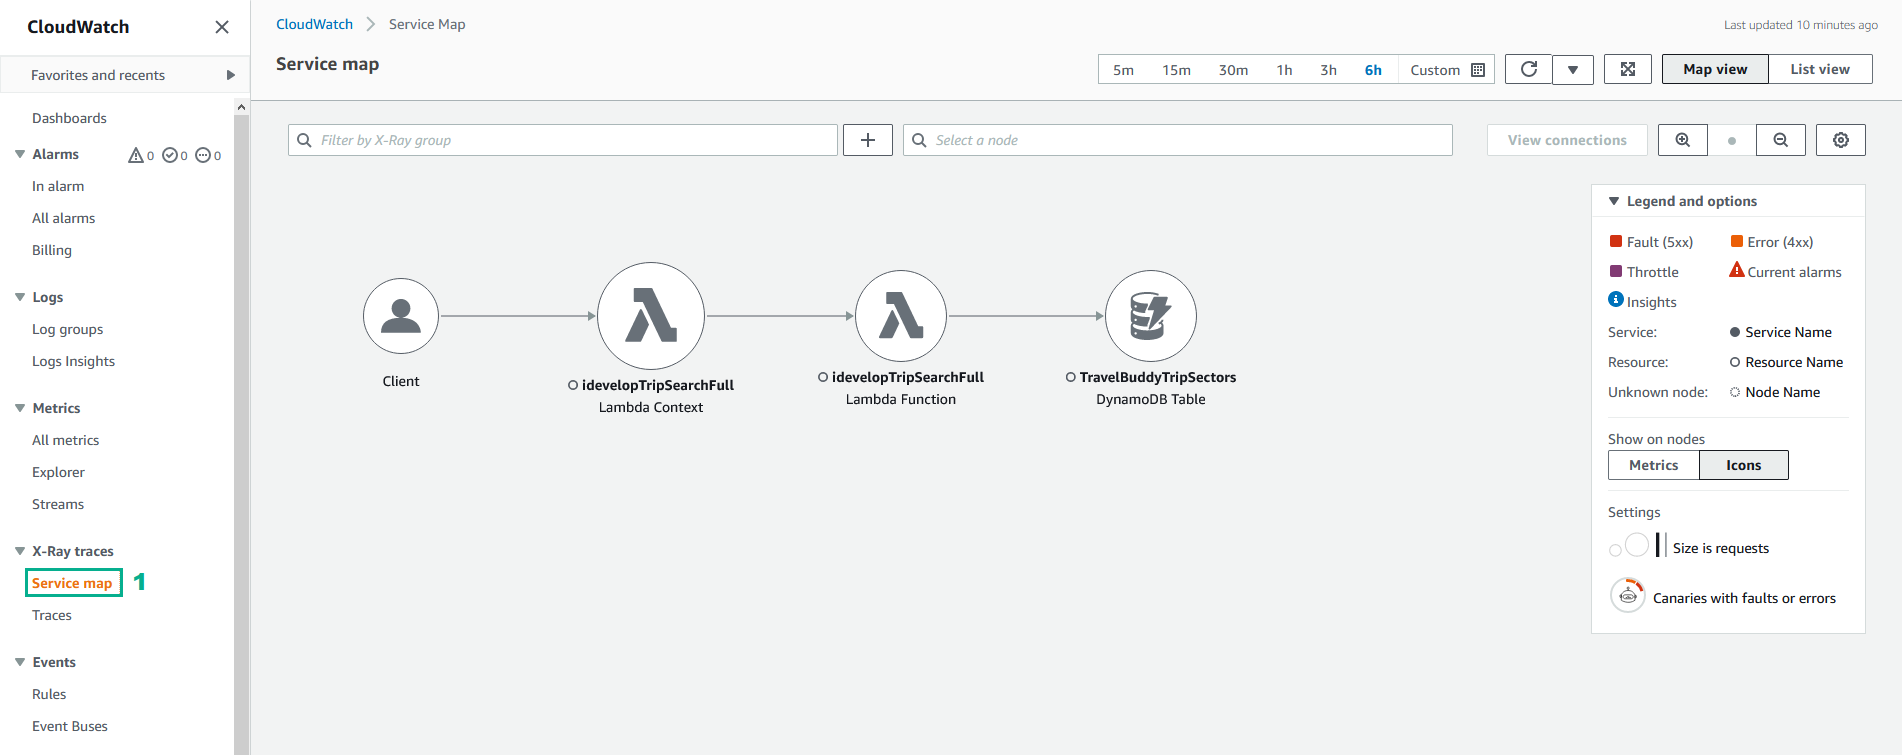 CloudWatch
Favorites and recents
Dashboards
Alarms 0 0 0
In alarm
All alarms
Billing
Logs
Log groups
Logs Insights
Metrics
All metrics
Explorer
Streams
X-Ray traces
Service map 1
Traces
Events
Rules
Event Buses
CloudWatch Service Map
Last updated 10 minutes ago
Service map
5m 15m 30m 1h 3h 6h Custom
Map view List view
Filter by X-Ray group
Select a node
View connections
Client
idevelopTripSearchFull
Lambda Context
idevelopTripSearchFull
Lambda Function
TravelBuddyTripSectors
DynamoDB Table
Legend and options
Fault (5xx) Error (4xx)
Throttle Current alarms
Insights
Service: Service Name
Resource: Resource Name
Unknown node: Node Name
Show on nodes
Metrics Icons
Settings
Size is requests
Canaries with faults or errors